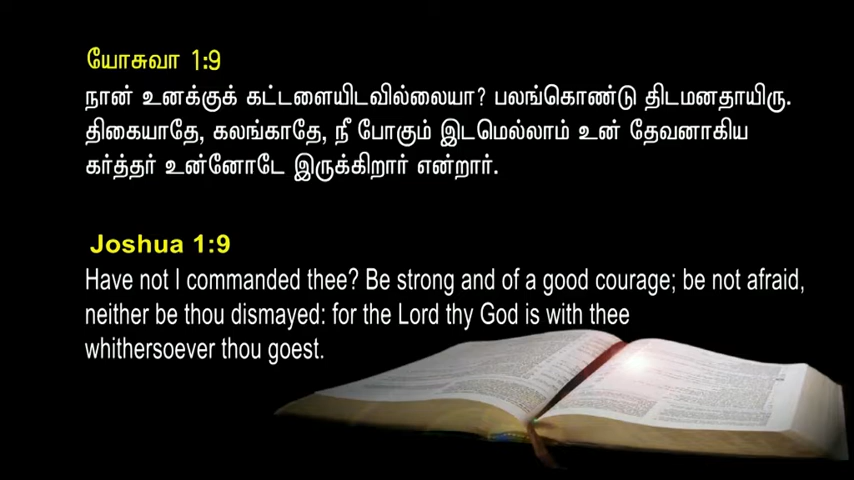 யோசுவா 1:9
நான் உனக்குக் கட்டளையிடவில்லையா? பலங்கொண்டு திடமனதாயிரு.
திகையாதே, கலங்காதே, நீ போகும் இடமெல்லாம் உன் தேவனாகிய
கர்த்தர் உன்னோடே இருக்கிறார் என்றார்.
Joshua 1:9
Have not I commanded thee? Be strong and of a good courage; be not afraid,
neither be thou dismayed: for the Lord thy God is with thee
whithersoever thou goest.